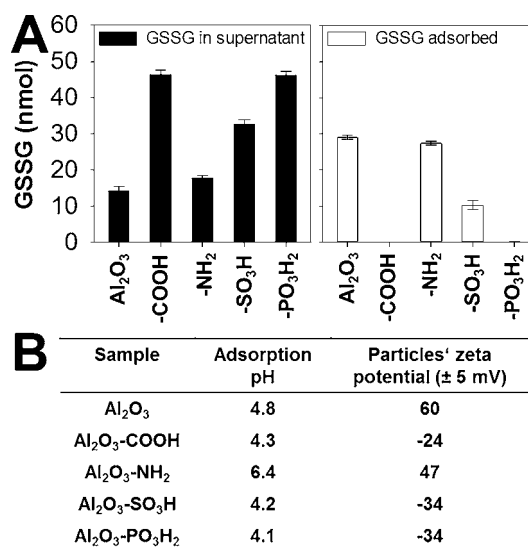 A
GSSG in supernatant
GSSG adsorbed
GSSG (nmol)
60
50
40
30
20
10
0
Al₂O₃
-COOH
-NH₂
-SO₃H
-PO₃H₂
Al₂O₃
-COOH
-NH₂
-SO₃H
-PO₃H₂
B
Sample Adsorption pH Particles‘ zeta potential (± 5 mV)
Al₂O₃ 4.8 60
Al₂O₃-COOH 4.3 -24
Al₂O₃-NH₂ 6.4 47
Al₂O₃-SO₃H 4.2 -34
Al₂O₃-PO₃H₂ 4.1 -34